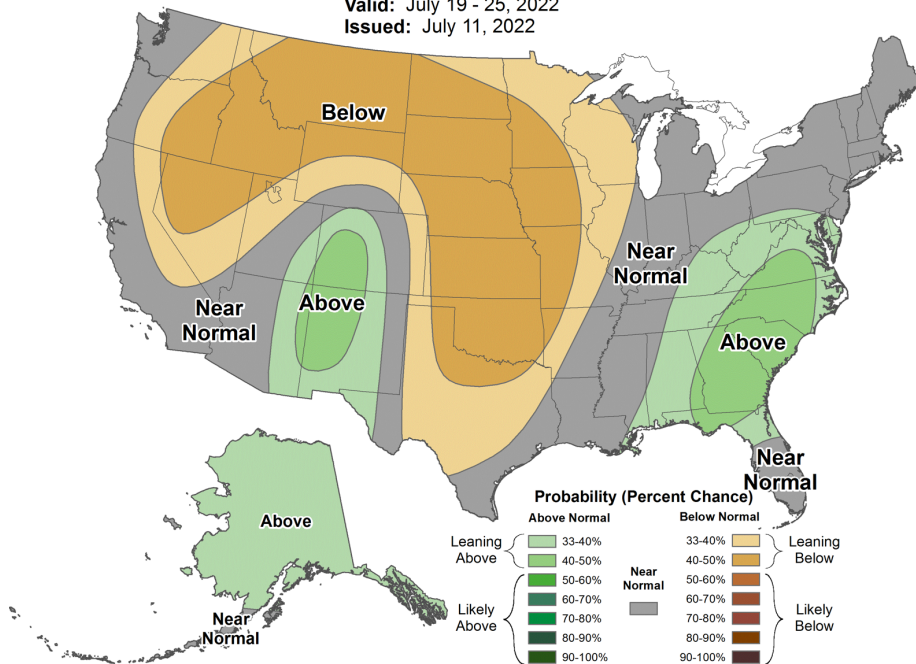 Valid: July 19 - 25, 2022
Issued: July 11, 2022
Below
Near
Normal
Above
Near
Normal
Above
Near
Normal
Above
Near
Normal
Probability (Percent Chance)
Above Normal
Below Normal
Leaning
Above
33-40%
40-50%
50-60%
60-70%
70-80%
80-90%
90-100%
Likely
Above
Near
Normal
33-40%
40-50%
50-60%
60-70%
70-80%
80-90%
90-100%
Leaning
Below
Likely
Below